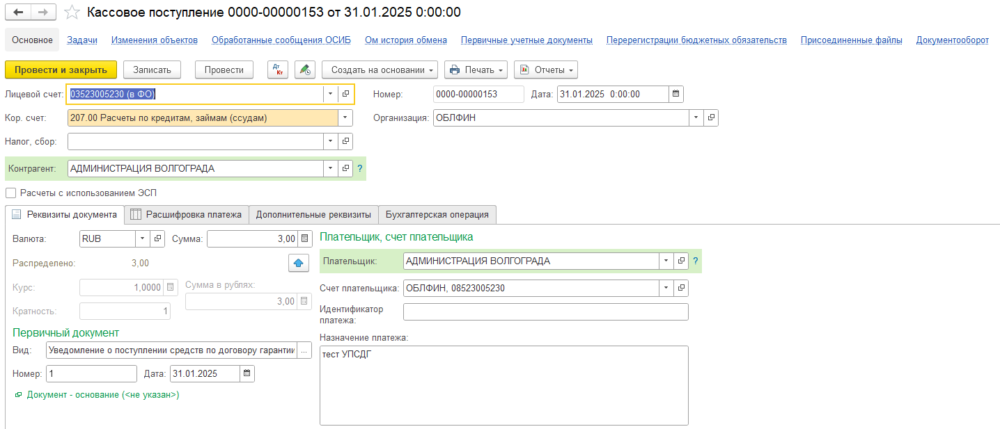 Кассовое поступление 0000-00000153 от 31.01.2025 0:00:00
Основное Задачи Изменения объектов Обработанные сообщения ОСИБ Ом история обмена Первичные учетные документы Перерегистрации бюджетных обязательств Присоединенные файлы Документооборот
Провести и закрыть Записать Провести Дт Кт Создать на основании Печать Отчеты
Лицевой счет: 03523005230 (в ФО) Номер: 0000-00000153 Дата: 31.01.2025 0:00:00
Кор. счет: 207.00 Расчеты по кредитам, займам (ссудам) Организация: ОБЛФИН
Налог, сбор:
Контрагент: АДМИНИСТРАЦИЯ ВОЛГОГРАДА ?
Расчеты с использованием ЭСП
Реквизиты документа Расшифровка платежа Дополнительные реквизиты Бухгалтерская операция
Валюта: RUB Сумма: 3,00 Плательщик, счет плательщика
Распределено: 3,00 Плательщик: АДМИНИСТРАЦИЯ ВОЛГОГРАДА ?
Курс: 1,0000 Сумма в рублях: Счет плательщика: ОБЛФИН, 08523005230
3,00
Кратность: 1 Идентификатор
платежа:
Первичный документ Назначение платежа:
Вид: Уведомление о поступлении средств по договору гарантии ... тест УПСДГ
Номер: 1 Дата: 31.01.2025
Документ - основание (<не указан>)